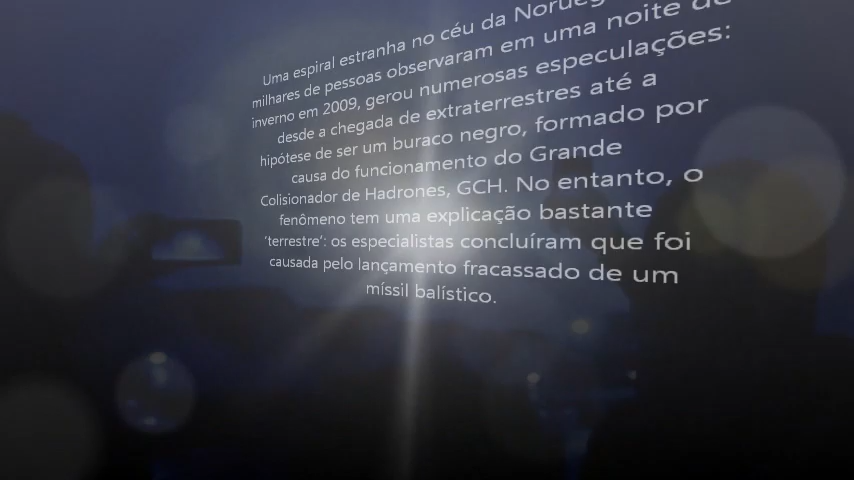 Uma espiral estranha no céu da
milhares de pessoas observaram em uma noite de
inverno em 2009, gerou numerosas especulações:
desde a chegada de extraterrestres até a
hipótese de ser um buraco negro, formado por
causa do funcionamento do Grande
Colisionador de Hadrones, GCH. No entanto, o
fenômeno tem uma explicação bastante
‘terrestre’: os especialistas concluíram que foi
causada pelo lançamento fracassado de um
míssil balístico.